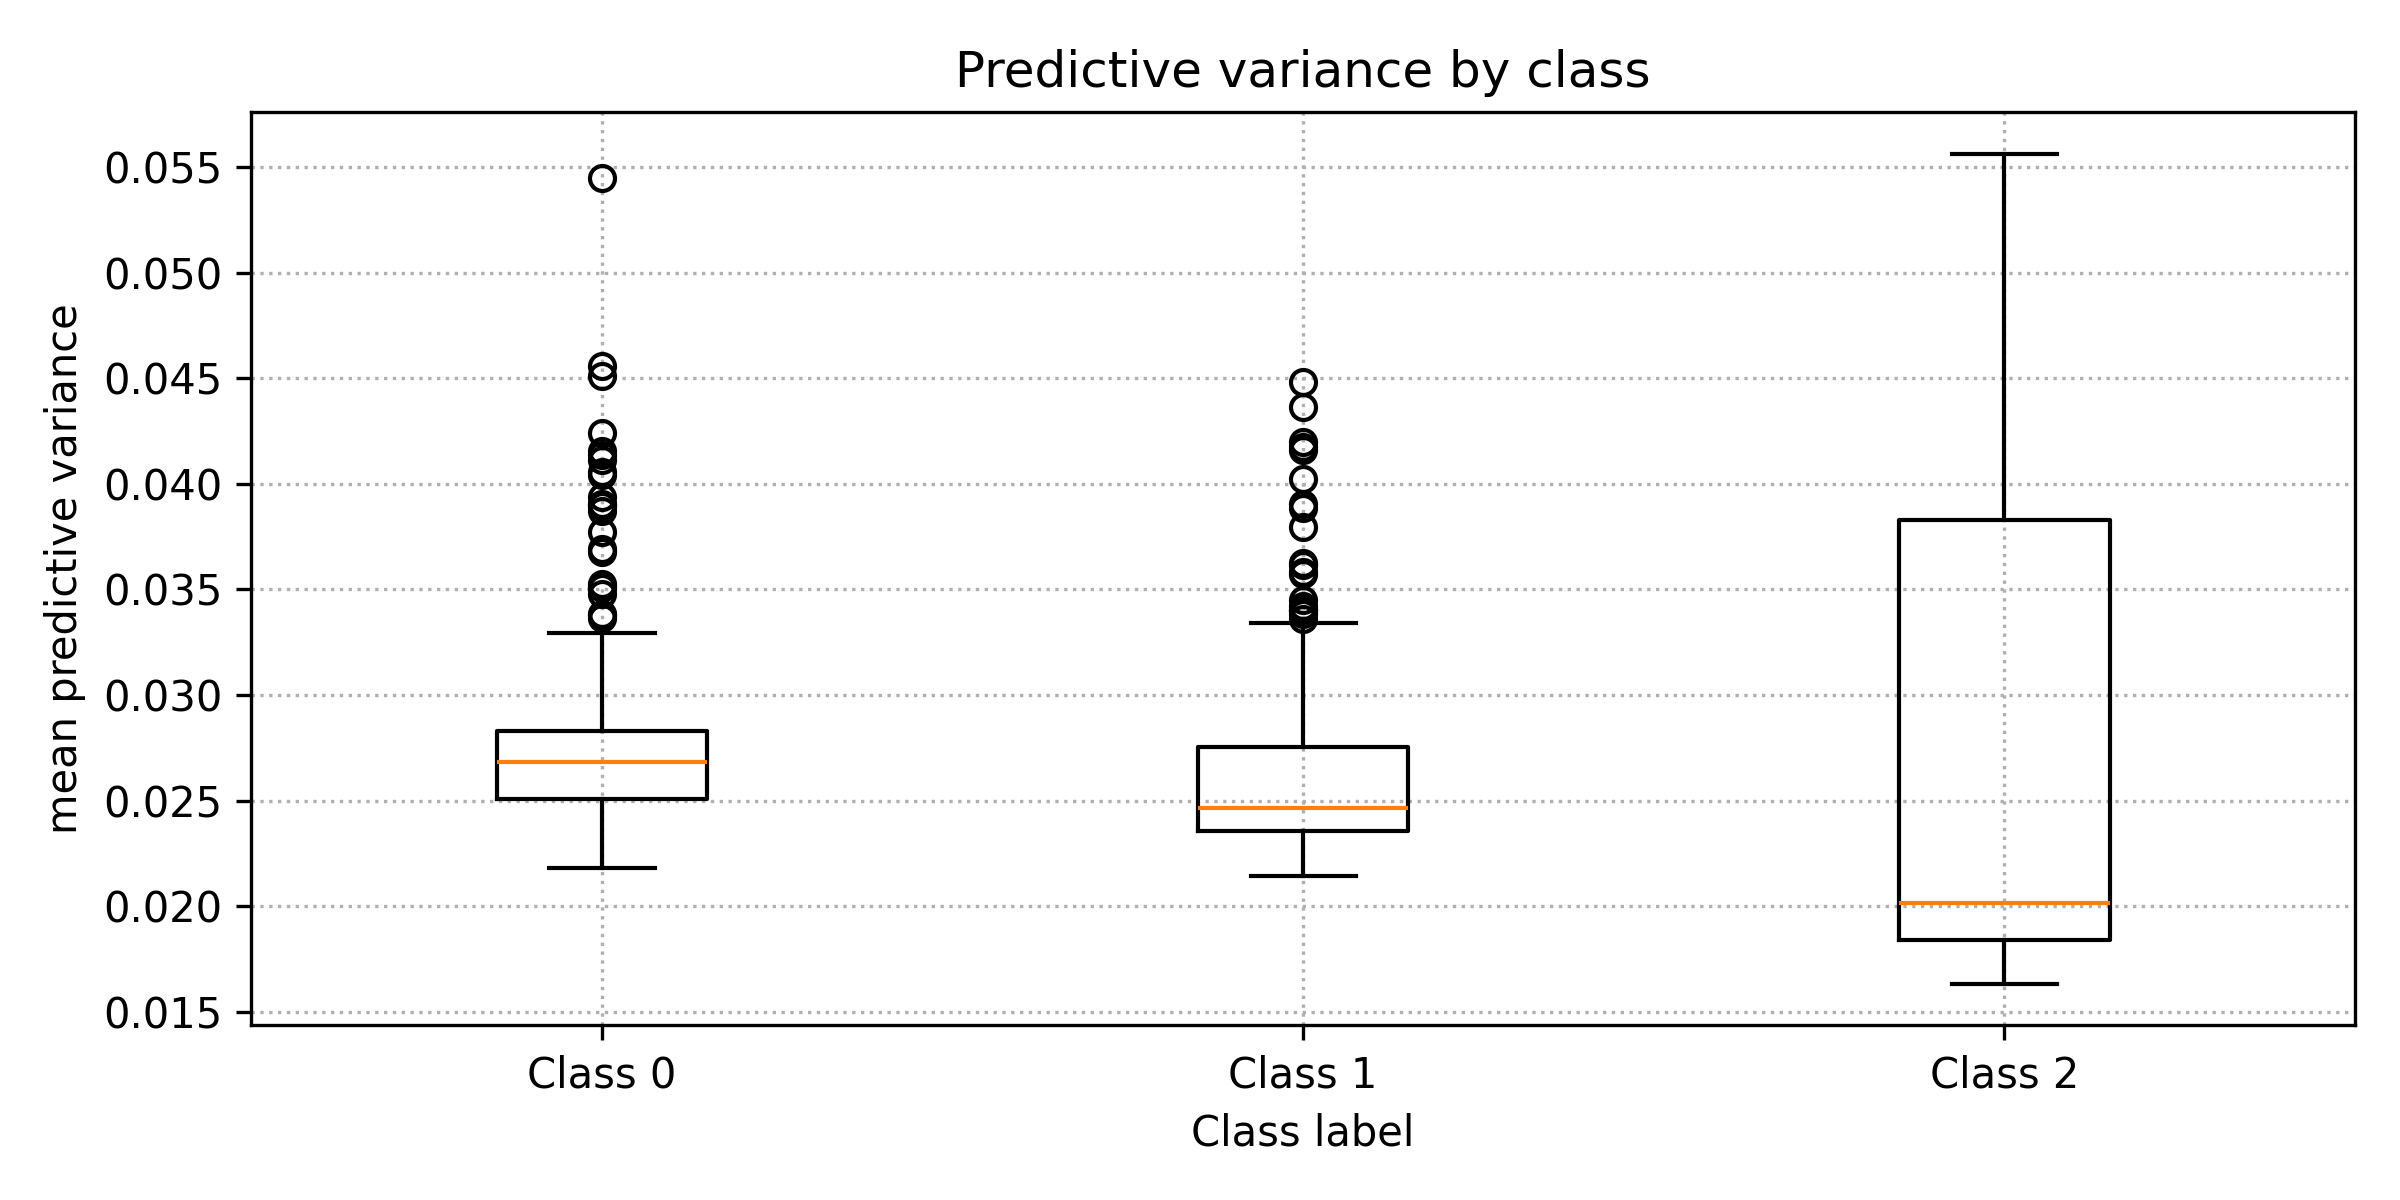 Predictive variance by class
mean predictive variance
0.055
0.050
0.045
0.040
0.035
0.030
0.025
0.020
0.015
Class 0
Class 1
Class 2
Class label